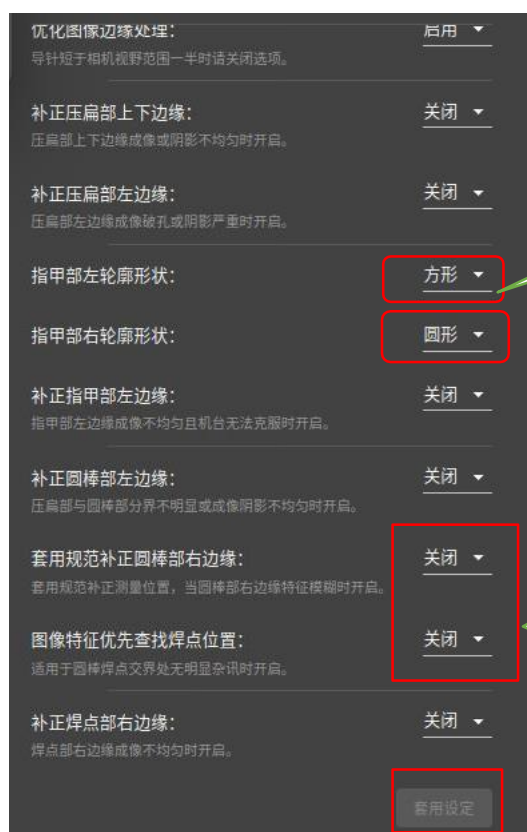 优化图像边缘处理： 启用
导针短于相机视野范围一半时请关闭选项。
补正压扁部上下边缘： 关闭
压扁部上下边缘成像或阴影不均匀时开启。
补正压扁部左边缘： 关闭
压扁部左边缘成像破孔或阴影严重时开启。
指甲部左轮廓形状： 方形
指甲部右轮廓形状： 圆形
补正指甲部左边缘： 关闭
指甲部左边缘成像不均匀且机台无法克服时开启。
补正圆棒部左边缘： 关闭
压扁部与圆棒部分界不明显或成像阴影不均匀时开启。
套用规范补正圆棒部右边缘： 关闭
套用规范补正测量位置，当圆棒部右边缘特征模糊时开启。
图像特征优先查找焊点位置： 关闭
适用于圆棒焊点交界处无明显杂讯时开启。
补正焊点部右边缘： 关闭
焊点部右边缘成像不均匀时开启。
套用设定